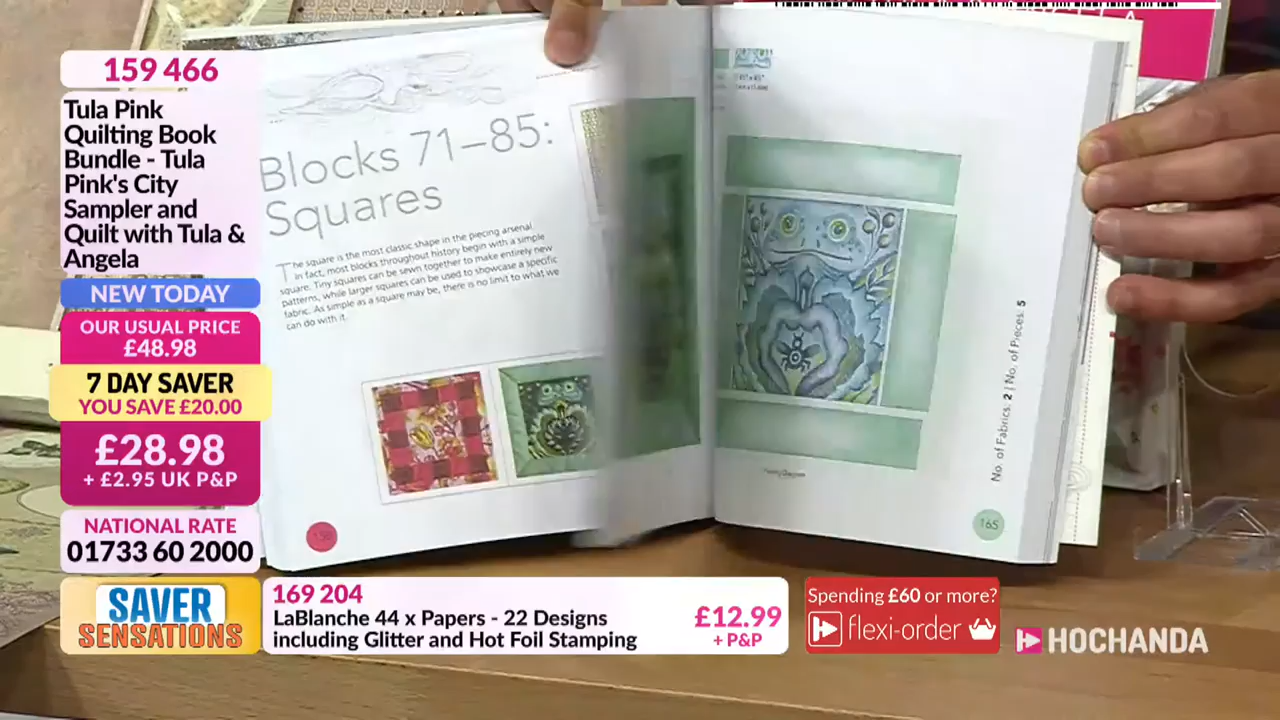 159 466
Tula Pink
Quilting Book
Bundle - Tula
Pink's City
Sampler and
Quilt with Tula &
Angela
NEW TODAY
OUR USUAL PRICE
£48.98
7 DAY SAVER
YOU SAVE £20.00
£28.98
+ £2.95 UK P&P
NATIONAL RATE
01733 60 2000
SAVER
SENSATIONS
169 204
LaBlanche 44 x Papers - 22 Designs
including Glitter and Hot Foil Stamping
£12.99
+ P&P
Spending £60 or more?
flexi-order
HOCHANDA
Blocks 71–85:
Squares
The square is the most classic shape in the piecing arsenal.
In fact, most blocks throughout history begin with a simple
square. Tiny squares can be sewn together to make entirely new
patterns, while larger squares can be used to showcase a specific
fabric. As simple as a square may be, there is no limit to what we
can do with it.
No. of Fabrics: 2 | No. of Pieces: 5
165